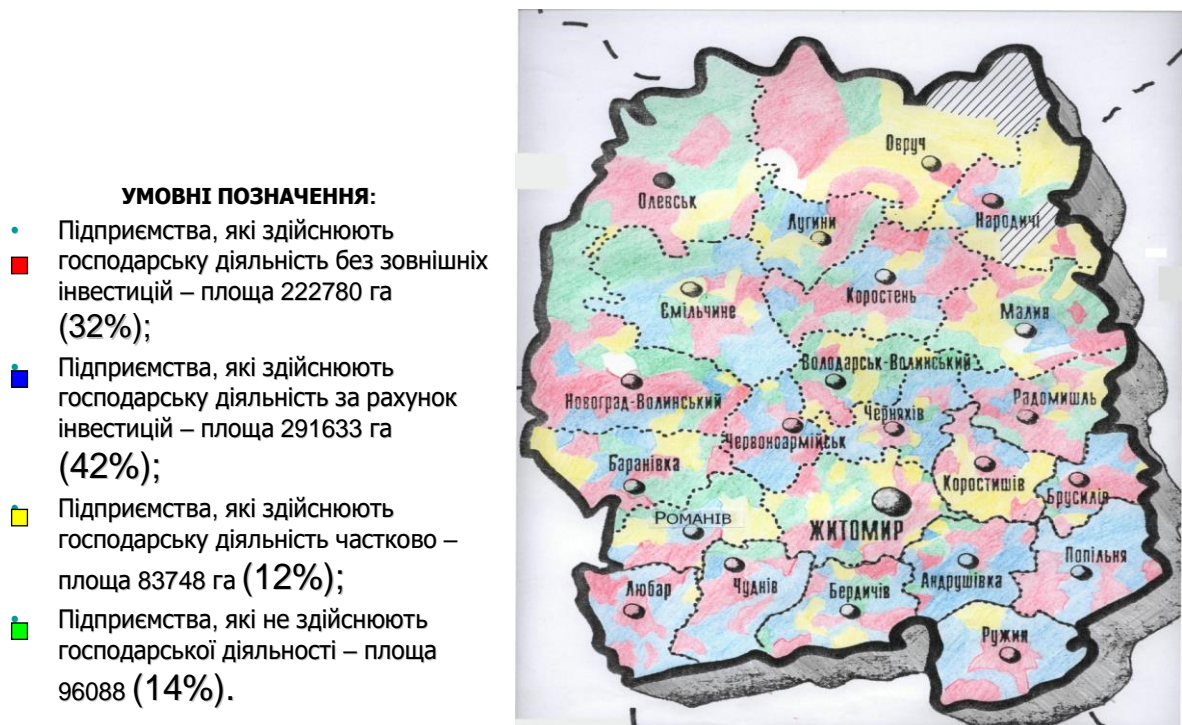 УМОВНІ ПОЗНАЧЕННЯ:
Підприємства, які здійснюють
господарську діяльність без зовнішніх
інвестицій – площа 222780 га
(32%);
Підприємства, які здійснюють
господарську діяльність за рахунок
інвестицій – площа 291633 га
(42%);
Підприємства, які здійснюють
господарську діяльність частково –
площа 83748 га (12%);
Підприємства, які не здійснюють
господарської діяльності – площа
96088 (14%).
Овруч
Олевськ
Народичі
Лугини
Коростень
Ємільчине
Малин
Володарськ-Волинський
Новоград-Волинський
Радомишль
Черняхів
Червоноармійськ
Баранівка
Коростишів
Брусилів
РОМАНІВ
ЖИТОМИР
Попільня
Любар
Чуднів
Бердичів
Андрушівка
Ружин